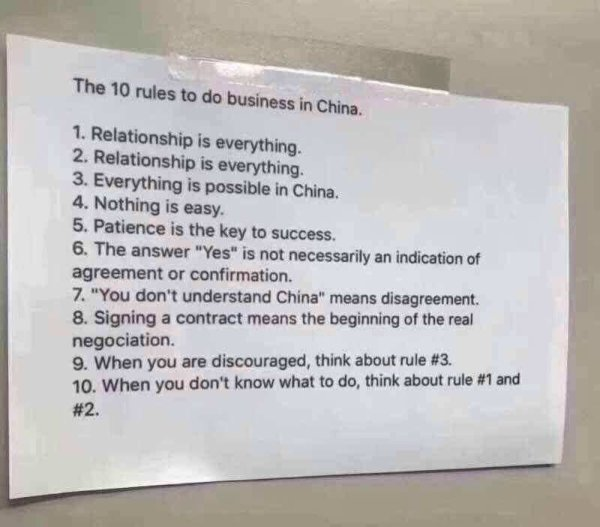 The 10 rules to do business in China.
1. Relationship is everything.
2. Relationship is everything.
3. Everything is possible in China.
4. Nothing is easy.
5. Patience is the key to success.
6. The answer "Yes" is not necessarily an indication of
agreement or confirmation.
7. "You don't understand China" means disagreement.
8. Signing a contract means the beginning of the real
negociation.
9. When you are discouraged, think about rule #3.
10. When you don't know what to do, think about rule #1 and
#2.